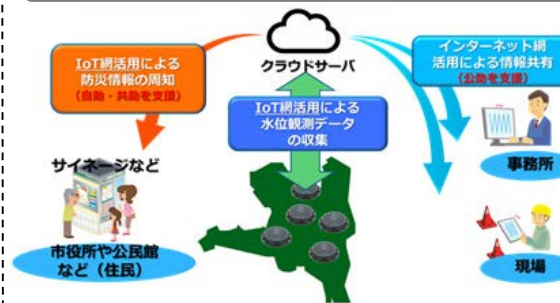 IoT網活用による
防災情報の周知
(自助・共助を支援)
クラウドサーバ
インターネット網
活用による情報共有
(公助を支援)
IoT網活用による
水位観測データ
の収集
サイネージなど
事務所
市役所や公民館
など（住民）
現場